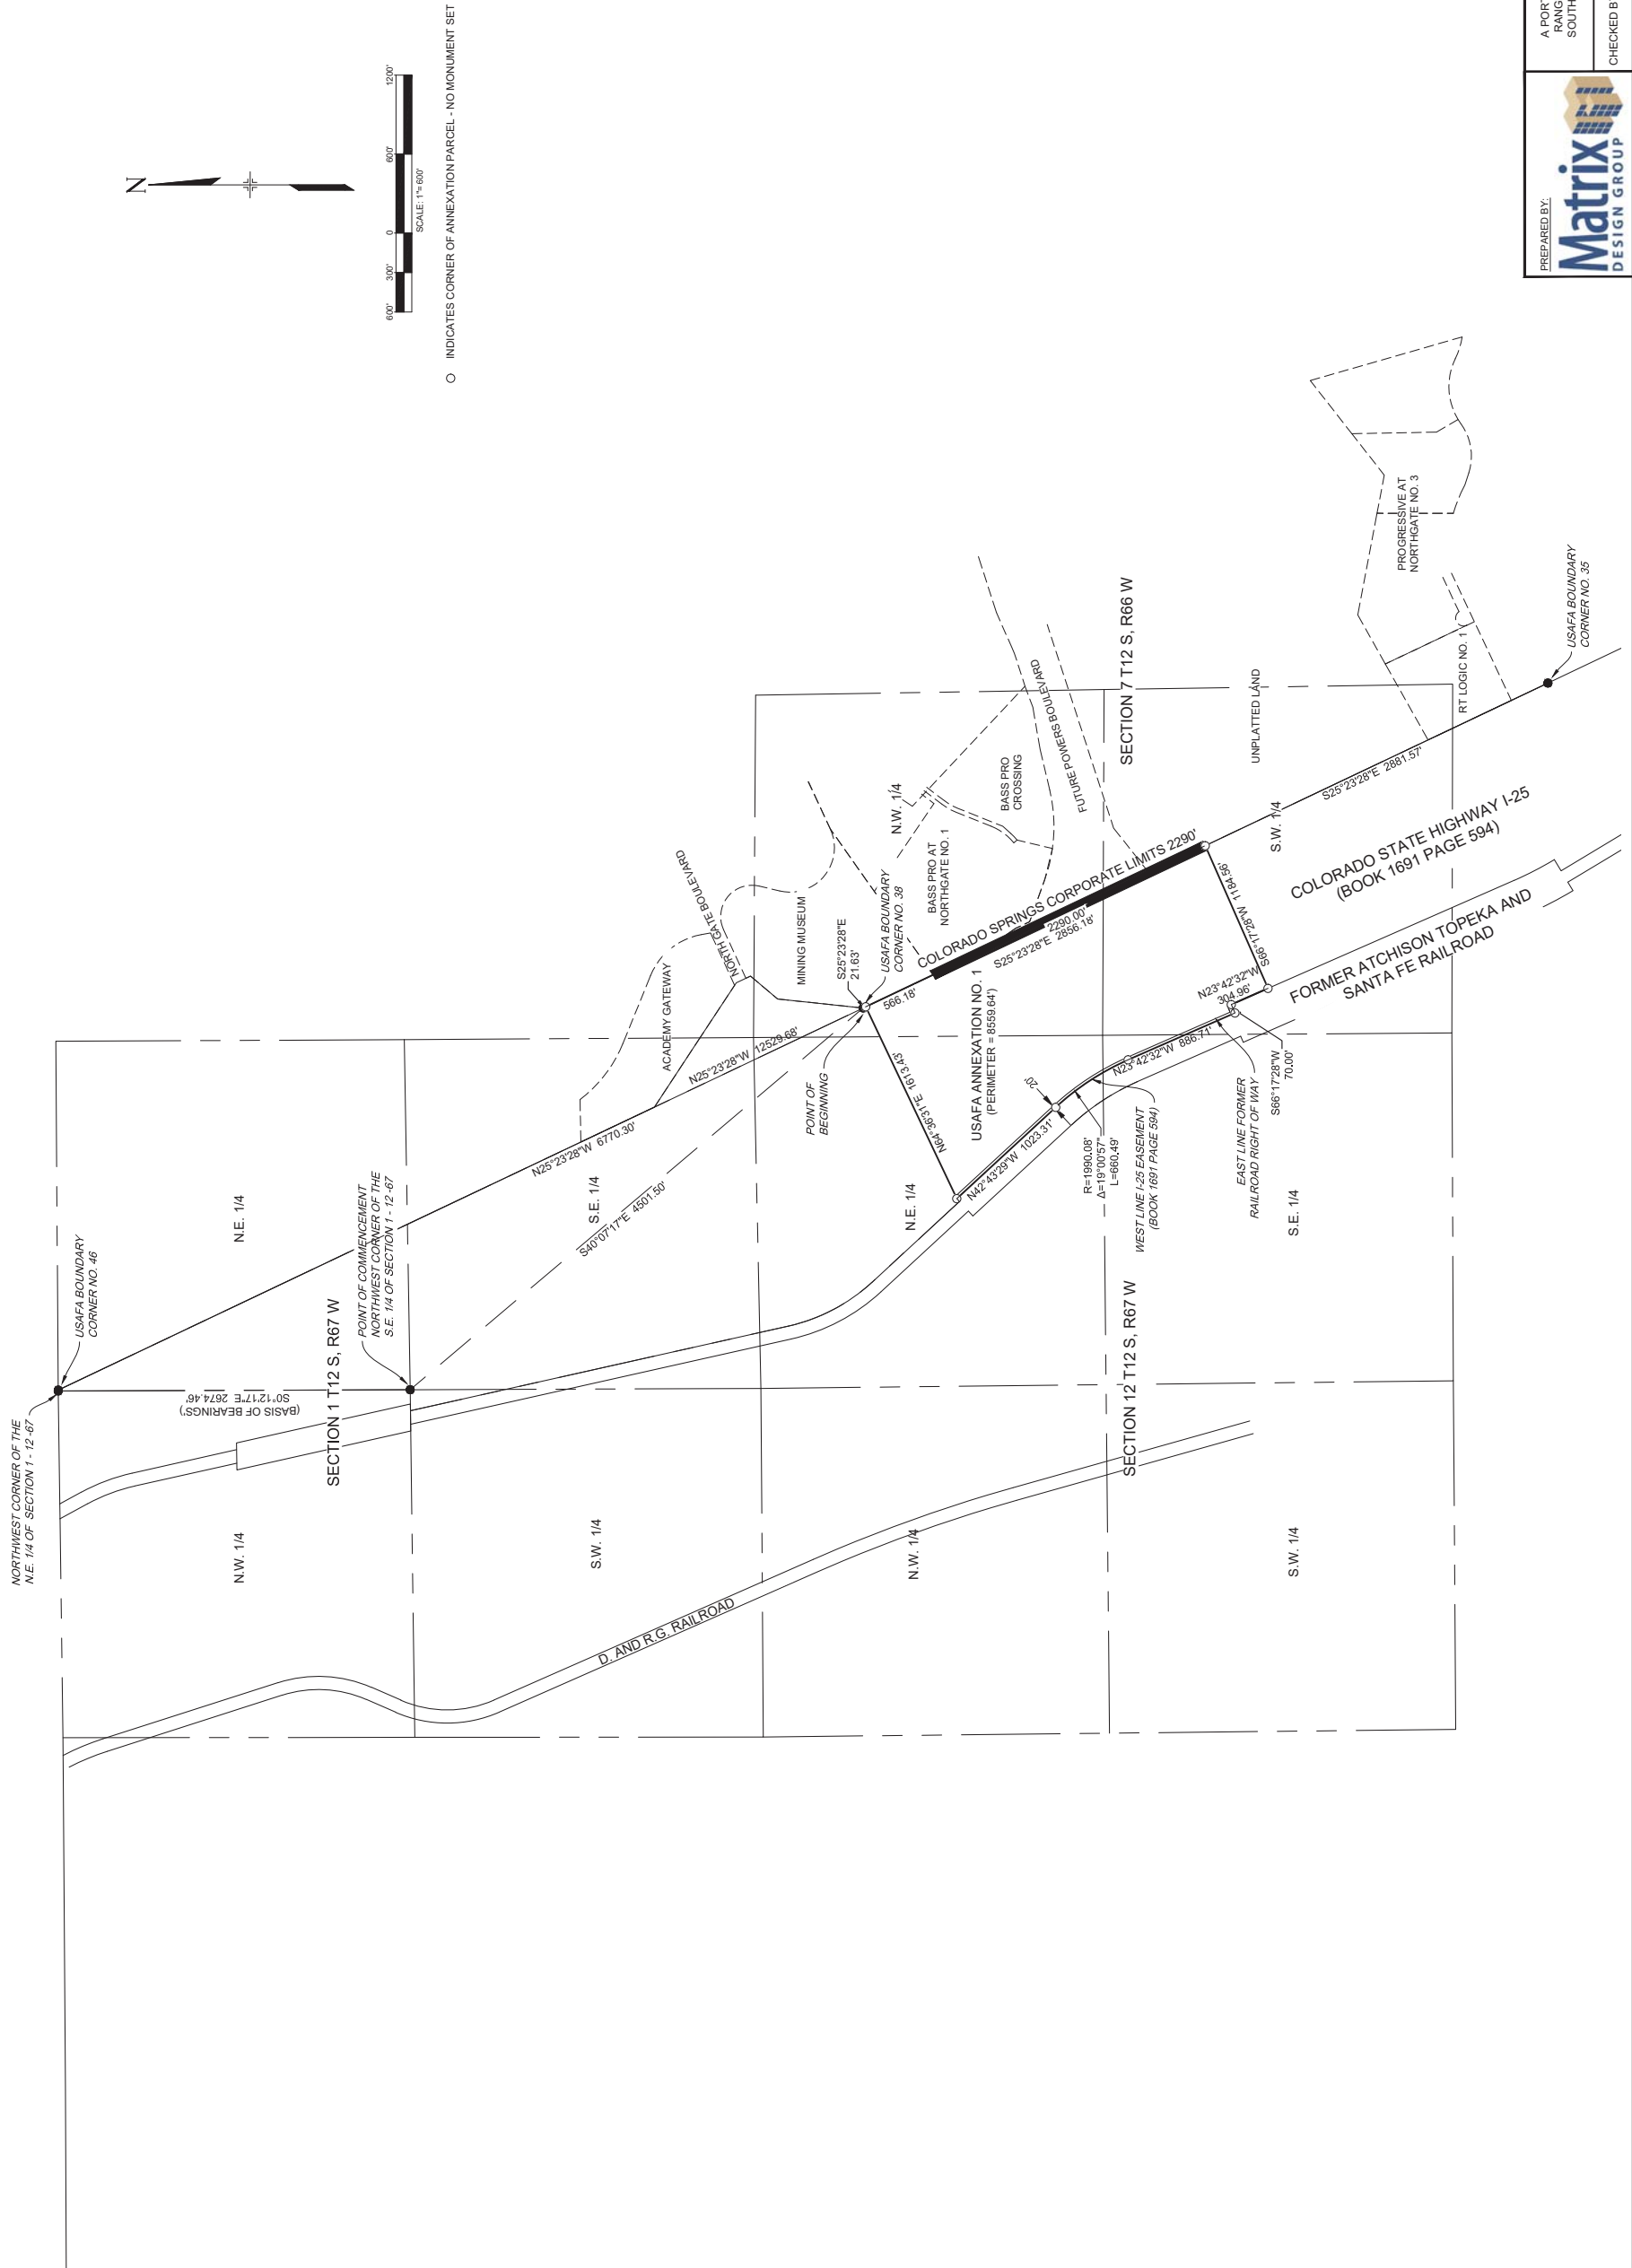 NORTHWEST CORNER OF THE
N.E. 1/4 OF SECTION 1 - 12 -67
USAFA BOUNDARY
CORNER NO. 46
(BASIS OF BEARINGS')
S0°12'17"E 2674.46'
N.E. 1/4
N.W. 1/4
SECTION 1 T12 S, R67 W
POINT OF COMMENCEMENT
NORTHWEST CORNER OF THE
S.E. 1/4 OF SECTION 1 - 12 -67
N25°23'28"W 6770.30'
S.E. 1/4
S.W. 1/4
S40°07'17"E 4501.50'
N25°23'28"W 12529.68'
ACADEMY GATEWAY
NORTH GATE BOULEVARD
MINING MUSEUM
D. AND R.G. RAILROAD
POINT OF
BEGINNING
S25°23'28"E
21.63'
USAFA BOUNDARY
CORNER NO. 38
566.18'
N.W. 1/4
BASS PRO AT
NORTHGATE NO. 1
BASS PRO
CROSSING
FUTURE POWERS BOULEVARD
COLORADO SPRINGS CORPORATE LIMITS 2290'
2290.00'
S25°23'28"E 2856.18'
N64°36'31"E 1613.43'
N.E. 1/4
N.W. 1/4
USAFA ANNEXATION NO. 1
(PERIMETER = 8559.64')
N42°43'29"W 1023.31'
20'
R=1990.08'
Δ=19°00'57"
L=660.49'
WEST LINE I-25 EASEMENT
(BOOK 1691 PAGE 594)
N23°42'32"W 886.71'
EAST LINE FORMER
RAILROAD RIGHT OF WAY
S66°17'28"W
70.00'
N23°42'32"W
304.96'
S66°17'28"W 1184.56'
SECTION 7 T12 S, R66 W
SECTION 12 T12 S, R67 W
UNPLATTED LAND
S.W. 1/4
S.E. 1/4
S.W. 1/4
S25°23'28"E 2881.57'
COLORADO STATE HIGHWAY I-25
(BOOK 1691 PAGE 594)
FORMER ATCHISON TOPEKA AND
SANTA FE RAILROAD
PROGRESSIVE AT
NORTHGATE NO. 3
RT LOGIC NO. 1
USAFA BOUNDARY
CORNER NO. 35
N
600'
300'
0
600'
1200'
SCALE: 1"= 600'
INDICATES CORNER OF ANNEXATION PARCEL - NO MONUMENT SET
PREPARED BY:
Matrix
DESIGN GROUP
A POR
RANG
SOUTH
CHECKED B